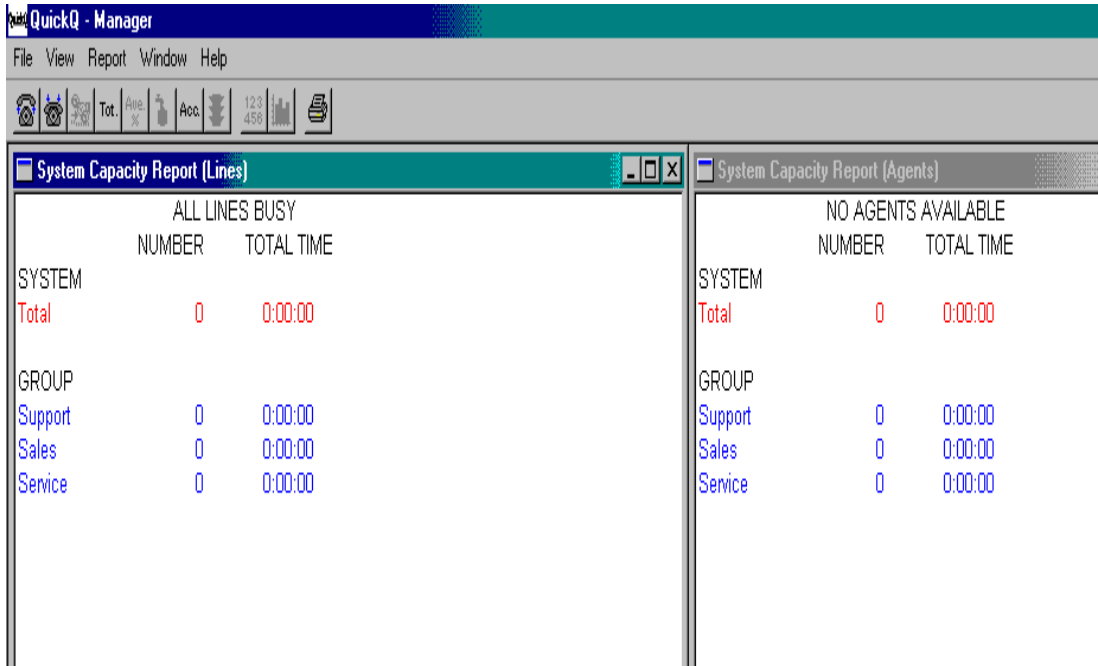 QuickQ QuickQ - Manager
File View Report Window Help
Tot. Ave. % Acc. 123 456
System Capacity Report (Lines)
ALL LINES BUSY
NUMBER TOTAL TIME
SYSTEM
Total 0 0:00:00
GROUP
Support 0 0:00:00
Sales 0 0:00:00
Service 0 0:00:00
System Capacity Report (Agents)
NO AGENTS AVAILABLE
NUMBER TOTAL TIME
SYSTEM
Total 0 0:00:00
GROUP
Support 0 0:00:00
Sales 0 0:00:00
Service 0 0:00:00